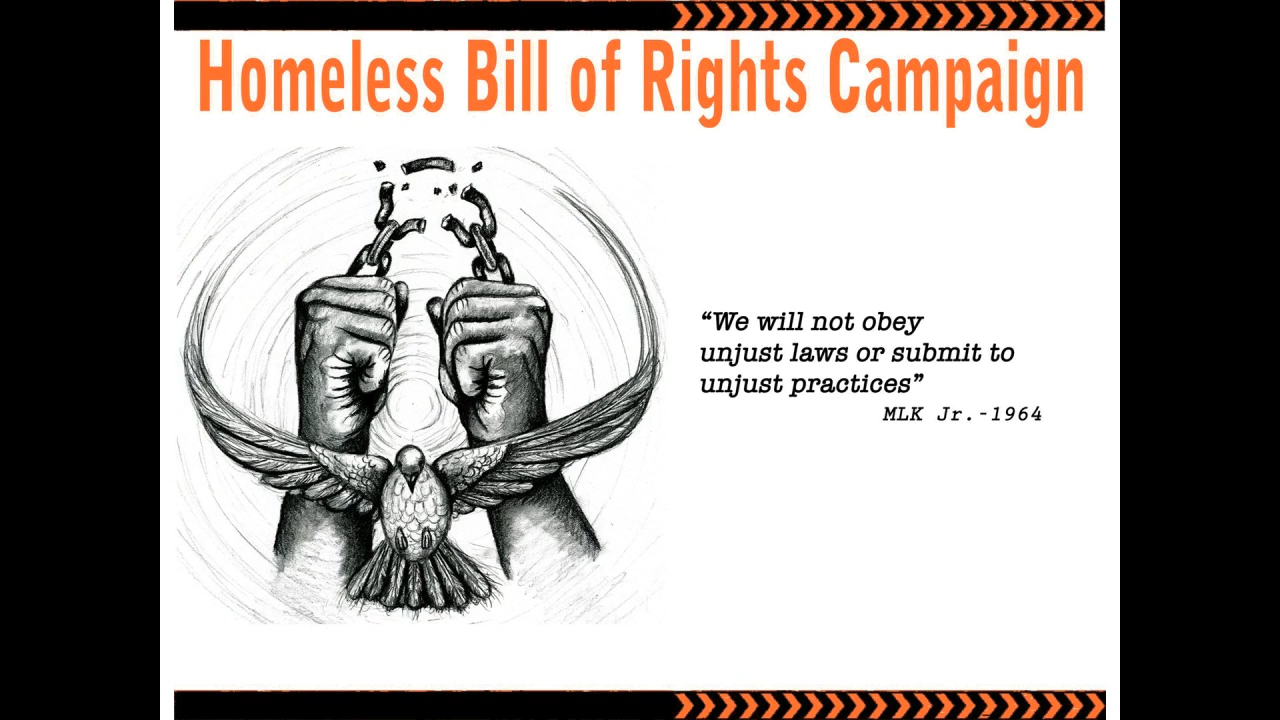 Homeless Bill of Rights Campaign
“We will not obey
unjust laws or submit to
unjust practices”
MLK Jr.-1964